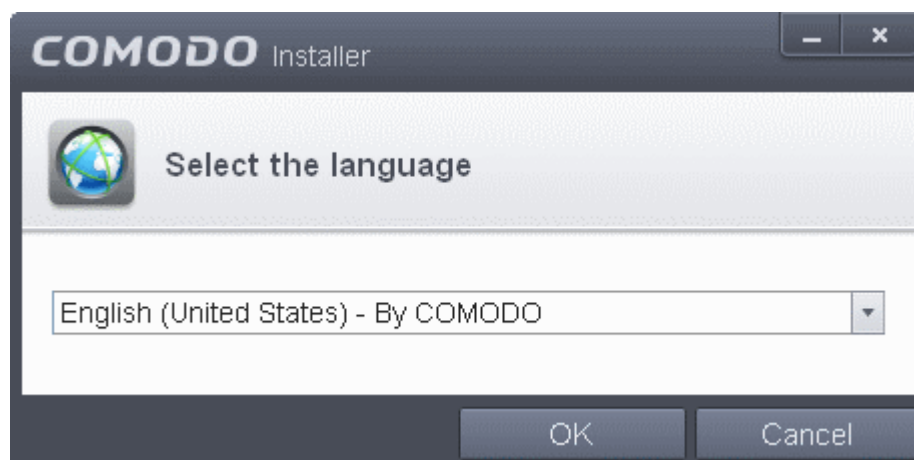 COMODO Installer
Select the language
English (United States) - By COMODO
OK
Cancel